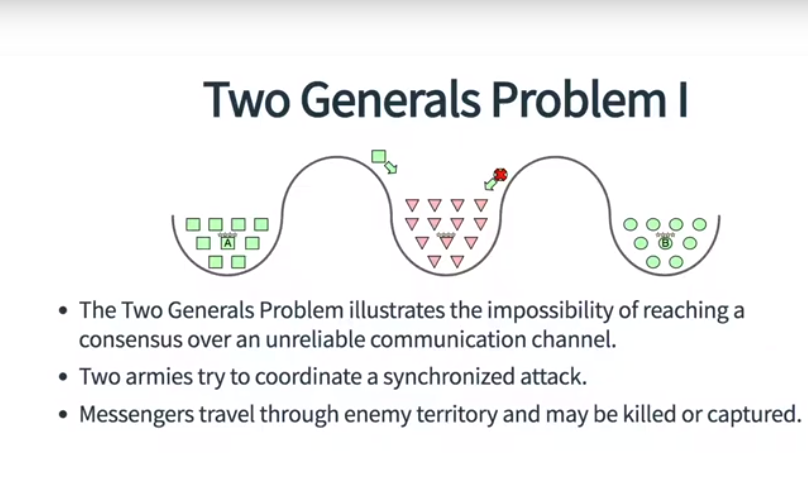 Two Generals Problem I
A
B
• The Two Generals Problem illustrates the impossibility of reaching a
consensus over an unreliable communication channel.
• Two armies try to coordinate a synchronized attack.
• Messengers travel through enemy territory and may be killed or captured.